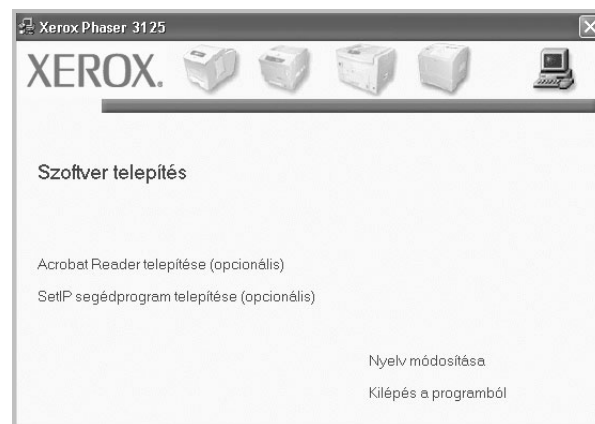 Xerox Phaser 3125
XEROX.
Szoftver telepítés
Acrobat Reader telepítése (opcionális)
SetIP segédprogram telepítése (opcionális)
Nyelv módosítása
Kilépés a programból